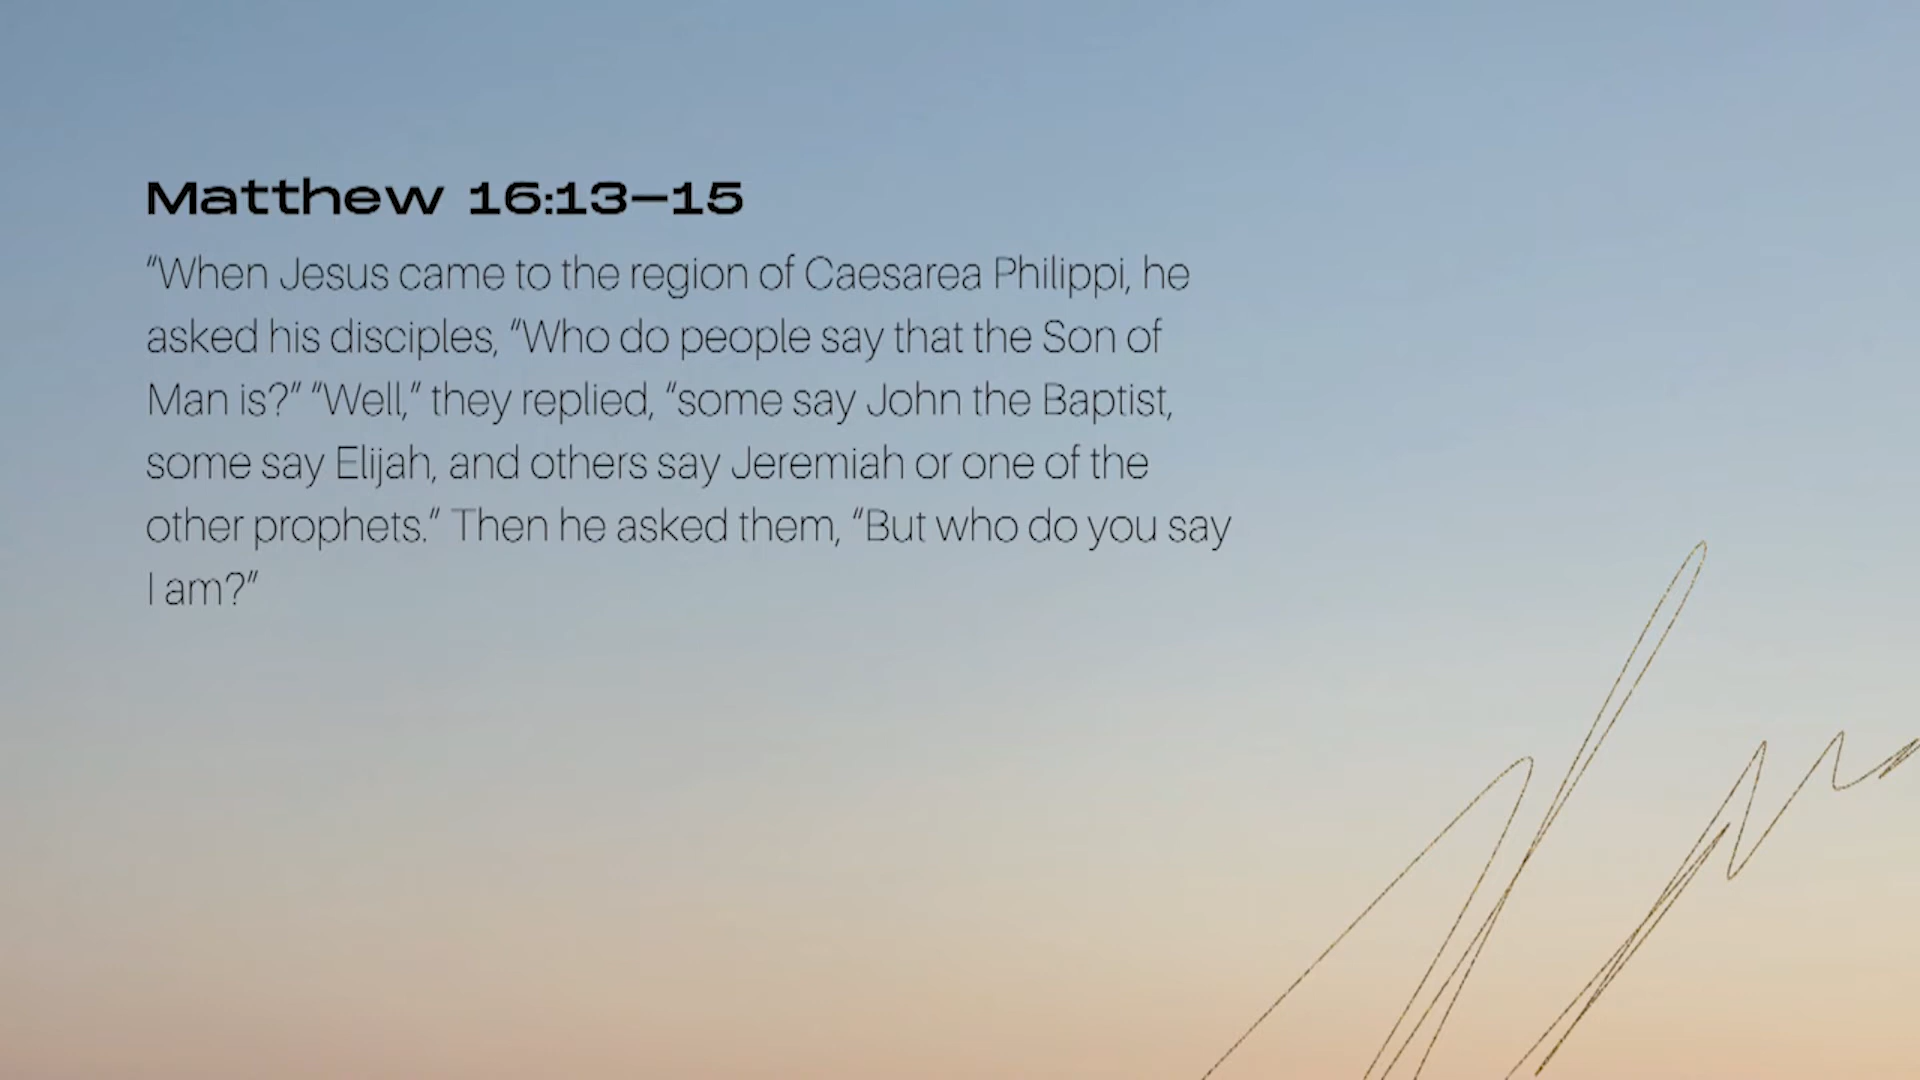 Matthew 16:13–15
“When Jesus came to the region of Caesarea Philippi, he
asked his disciples, “Who do people say that the Son of
Man is?” “Well,” they replied, “some say John the Baptist,
some say Elijah, and others say Jeremiah or one of the
other prophets.” Then he asked them, “But who do you say
I am?”